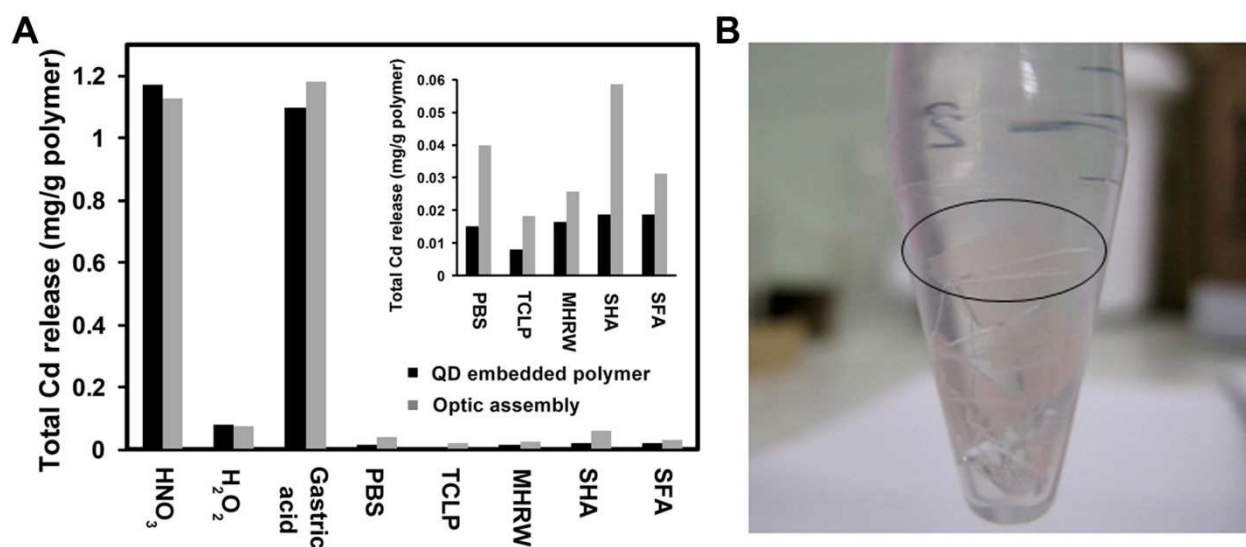 A
B
Total Cd release (mg/g polymer)
1.2
1
0.8
0.6
0.4
0.2
0
HNO₃
H₂O₂
Gastric
acid
PBS
TCLP
MHRW
SHA
SFA
Total Cd release (mg/g polymer)
0.06
0.05
0.04
0.03
0.02
0.01
0
PBS
TCLP
MHRW
SHA
SFA
QD embedded polymer
Optic assembly
2